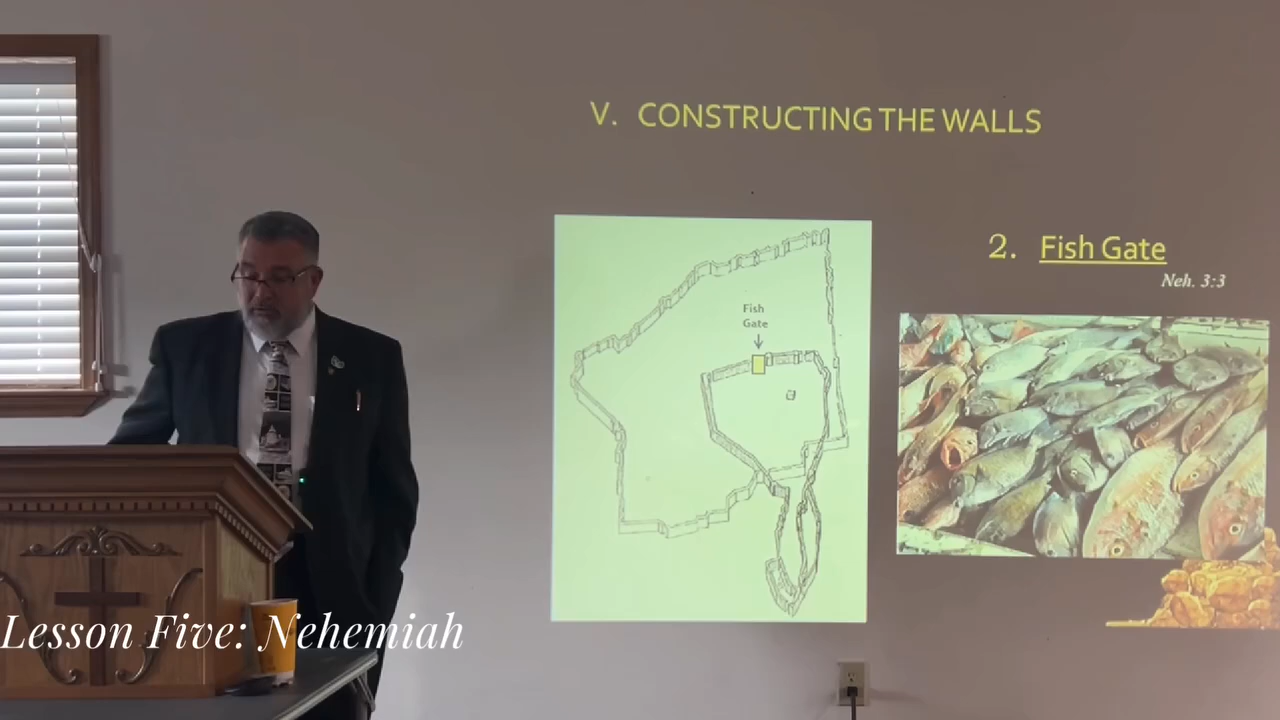 V. CONSTRUCTING THE WALLS
2. Fish Gate
Neh. 3:3
Fish
Gate
Lesson Five: Nehemiah